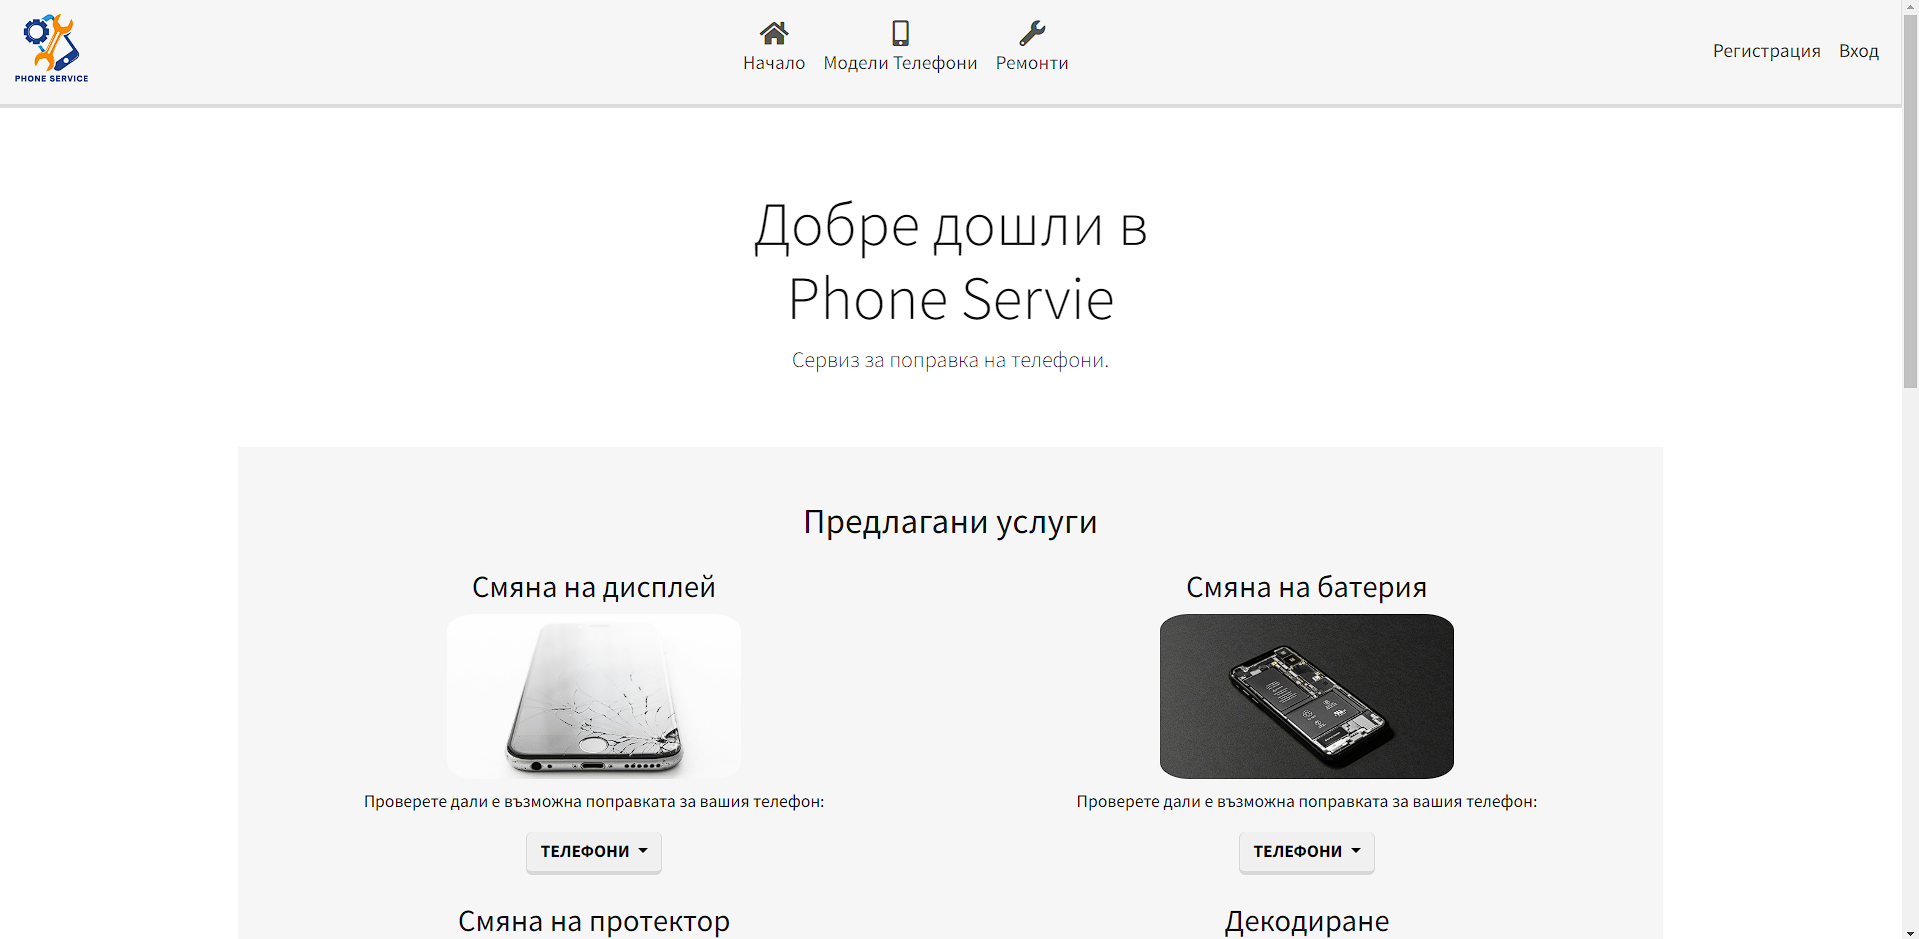 PHONE SERVICE
Начало
Модели Телефони
Ремонти
Регистрация
Вход
Добре дошли в
Phone Servie
Сервиз за поправка на телефони.
Предлагани услуги
Смяна на дисплей
Смяна на батерия
Проверете дали е възможна поправката за вашия телефон:
Проверете дали е възможна поправката за вашия телефон:
ТЕЛЕФОНИ
ТЕЛЕФОНИ
Смяна на протектор
Декодиране